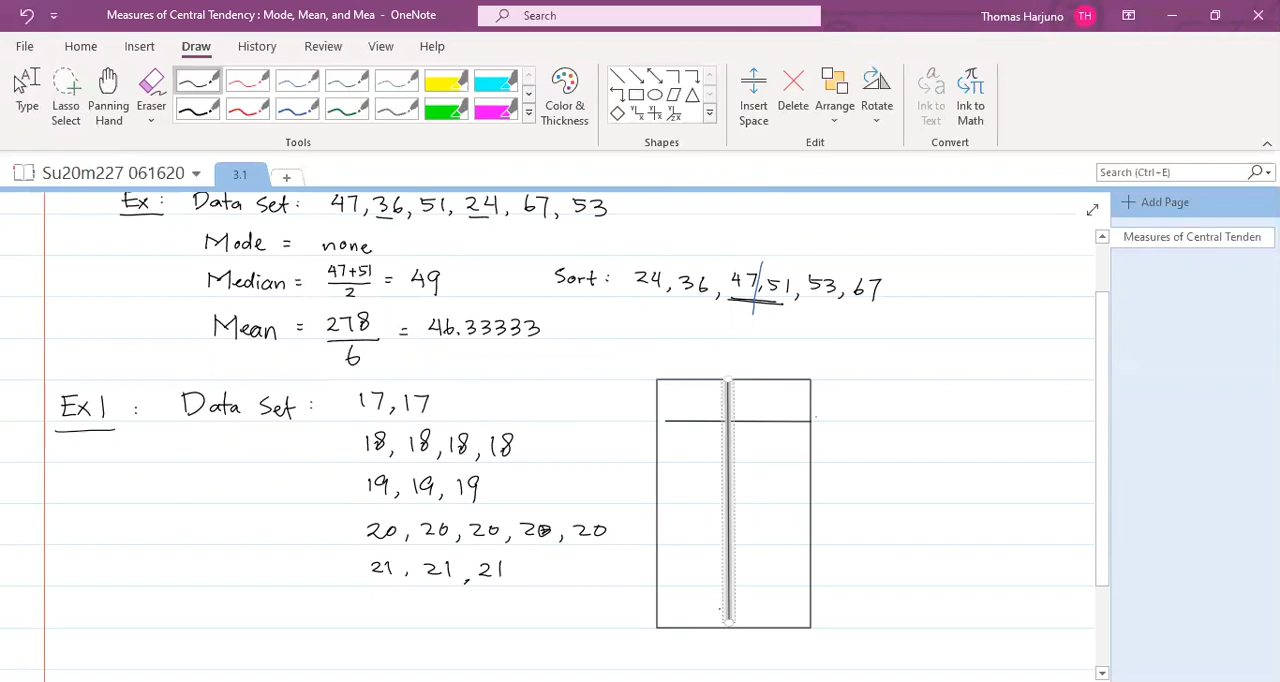 Measures of Central Tendency : Mode, Mean, and Mea - OneNote
Search
Thomas Harjuno TH
File Home Insert Draw History Review View Help
Type Lasso Select Panning Hand Eraser Color & Thickness Insert Space Delete Arrange Rotate Ink to Text Ink to Math
Tools Shapes Edit Convert
Su20m227 061620 3.1 Search (Ctrl+E)
Add Page
Measures of Central Tenden
Ex: Data set: 47, 36, 51, 24, 67, 53
Mode = none
Median = 47+51/2 = 49 Sort: 24, 36, 47, 51, 53, 67
Mean = 278/6 = 46.33333
Ex1 : Data set : 17, 17
18, 18, 18, 18
19, 19, 19
20, 20, 20, 20, 20
21, 21, 21